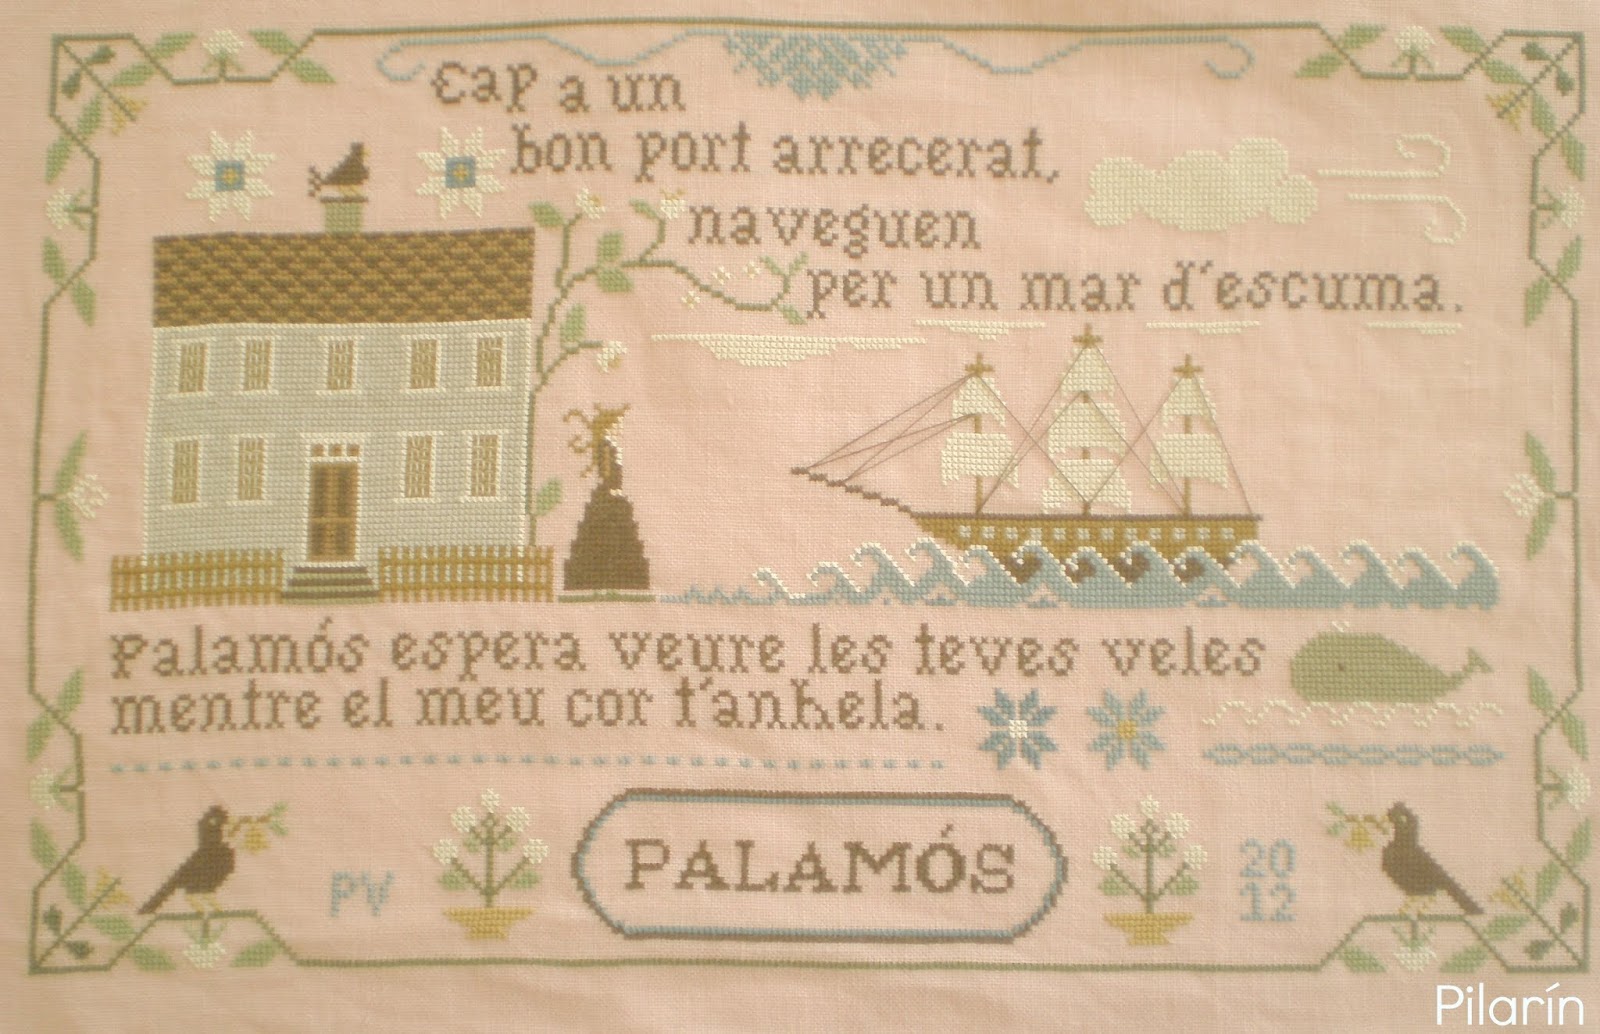 Cap a un
bon port arrecerat,
naveguen
per un mar d'escuma.
Palamós espera veure les teves veles
mentre el meu cor t'anhela.
PV
PALAMÓS
20
12
Pilarín